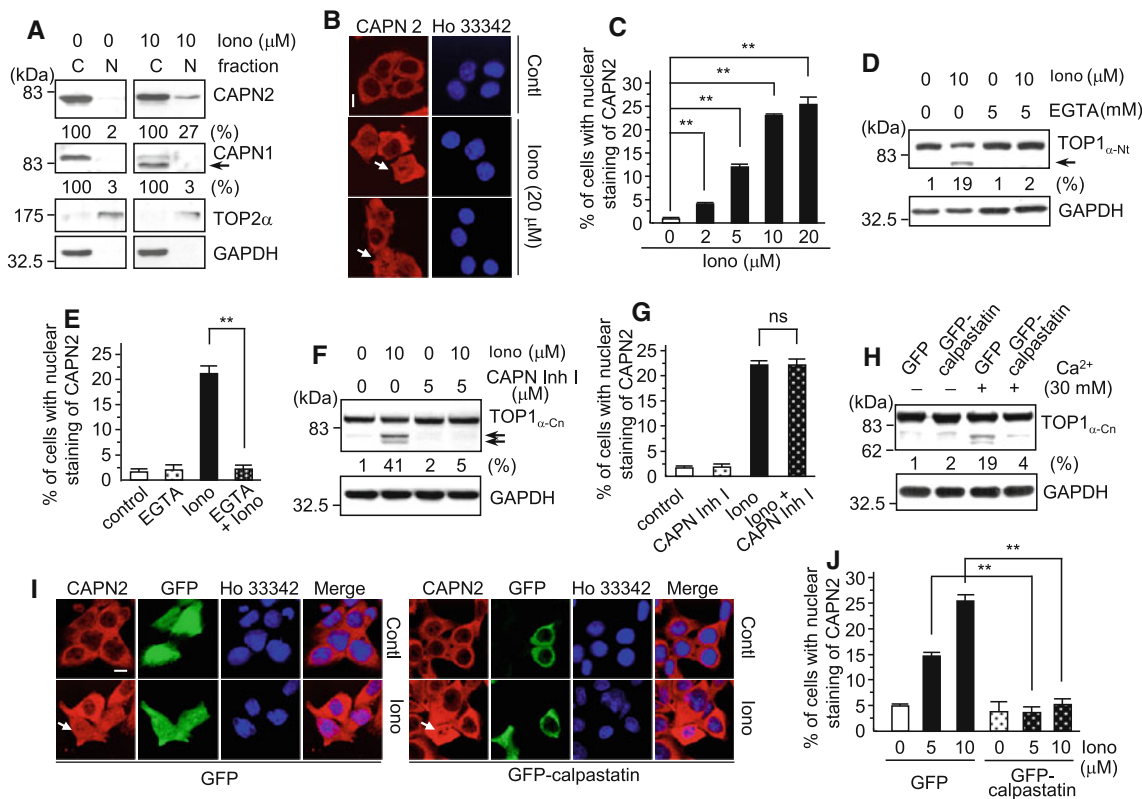 A
0 0 10 10 Iono (μM)
(kDa) C N C N fraction
83 CAPN2
100 2 100 27 (%)
CAPN1
83
100 3 100 3 (%)
175 TOP2α
32.5 GAPDH
B
CAPN 2 Ho 33342
Contl
Iono (20 μM)
C
% of cells with nuclear
staining of CAPN2
30
25
20
15
10
5
0
** ** ** **
0 2 5 10 20
Iono (μM)
D
0 10 0 10 Iono (μM)
0 0 5 5 EGTA(mM)
(kDa)
83 TOP1α-Nt
1 19 1 2 (%)
32.5 GAPDH
E
% of cells with nuclear
staining of CAPN2
20
15
10
5
0
**
control EGTA Iono EGTA + Iono
F
0 10 0 10 Iono (μM)
0 0 5 5 CAPN Inh I (μM)
(kDa)
83 TOP1α-Cn
1 41 2 5 (%)
32.5 GAPDH
G
% of cells with nuclear
staining of CAPN2
20
15
10
5
0
ns
control CAPN Inh I Iono Iono + CAPN Inh I
H
GFP GFP-calpastatin GFP GFP-calpastatin
− − + + Ca2+ (30 mM)
(kDa)
83 TOP1α-Cn
62
1 2 19 4 (%)
32.5 GAPDH
I
CAPN2 GFP Ho 33342 Merge
Contl
Iono
GFP
CAPN2 GFP Ho 33342 Merge
Contl
Iono
GFP-calpastatin
J
% of cells with nuclear
staining of CAPN2
30
25
20
15
10
5
0
** **
0 5 10 0 5 10 Iono (μM)
GFP GFP-calpastatin